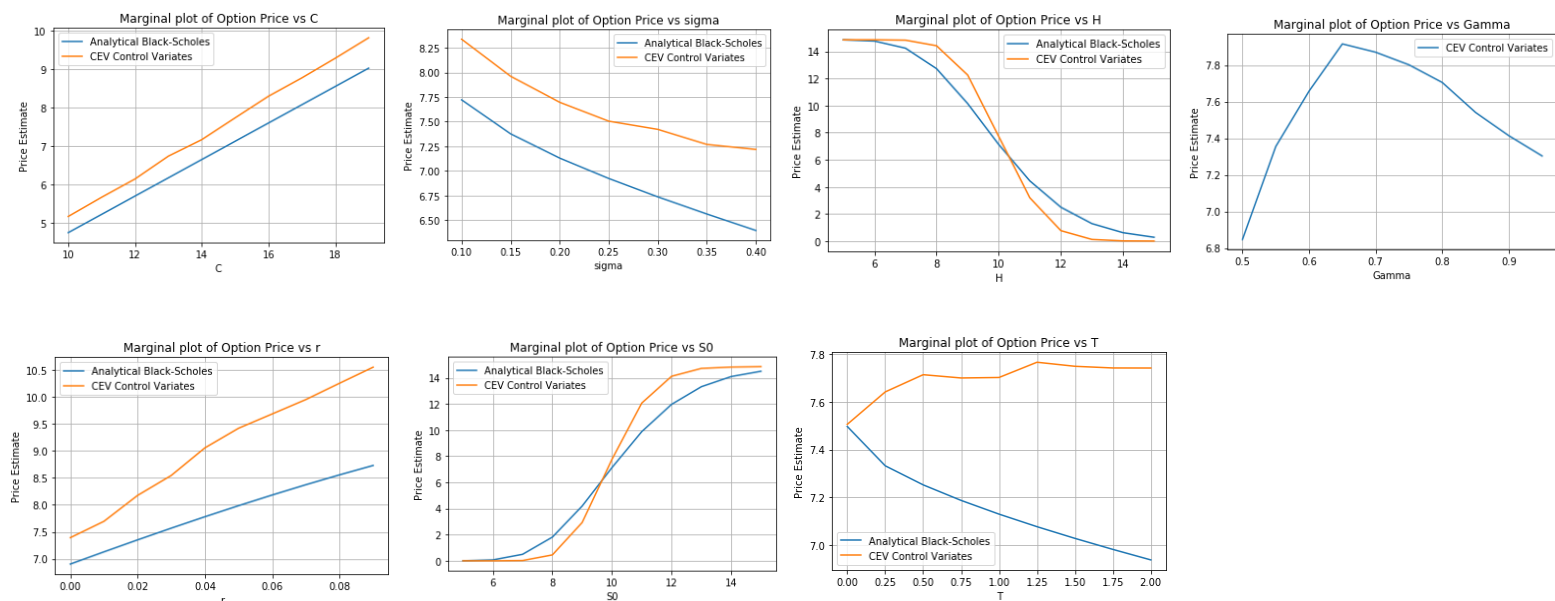 Marginal plot of Option Price vs C
Analytical Black-Scholes
CEV Control Variates
Price Estimate
10
9
8
7
6
5
10 12 14 16 18
C
Marginal plot of Option Price vs sigma
Analytical Black-Scholes
CEV Control Variates
Price Estimate
8.25
8.00
7.75
7.50
7.25
7.00
6.75
6.50
0.10 0.15 0.20 0.25 0.30 0.35 0.40
sigma
Marginal plot of Option Price vs H
Analytical Black-Scholes
CEV Control Variates
Price Estimate
14
12
10
8
6
4
2
0
6 8 10 12 14
H
Marginal plot of Option Price vs Gamma
CEV Control Variates
Price Estimate
7.8
7.6
7.4
7.2
7.0
6.8
0.5 0.6 0.7 0.8 0.9
Gamma
Marginal plot of Option Price vs r
Analytical Black-Scholes
CEV Control Variates
Price Estimate
10.5
10.0
9.5
9.0
8.5
8.0
7.5
7.0
0.00 0.02 0.04 0.06 0.08
r
Marginal plot of Option Price vs S0
Analytical Black-Scholes
CEV Control Variates
Price Estimate
14
12
10
8
6
4
2
0
6 8 10 12 14
S0
Marginal plot of Option Price vs T
Analytical Black-Scholes
CEV Control Variates
Price Estimate
7.8
7.6
7.4
7.2
7.0
0.00 0.25 0.50 0.75 1.00 1.25 1.50 1.75 2.00
T